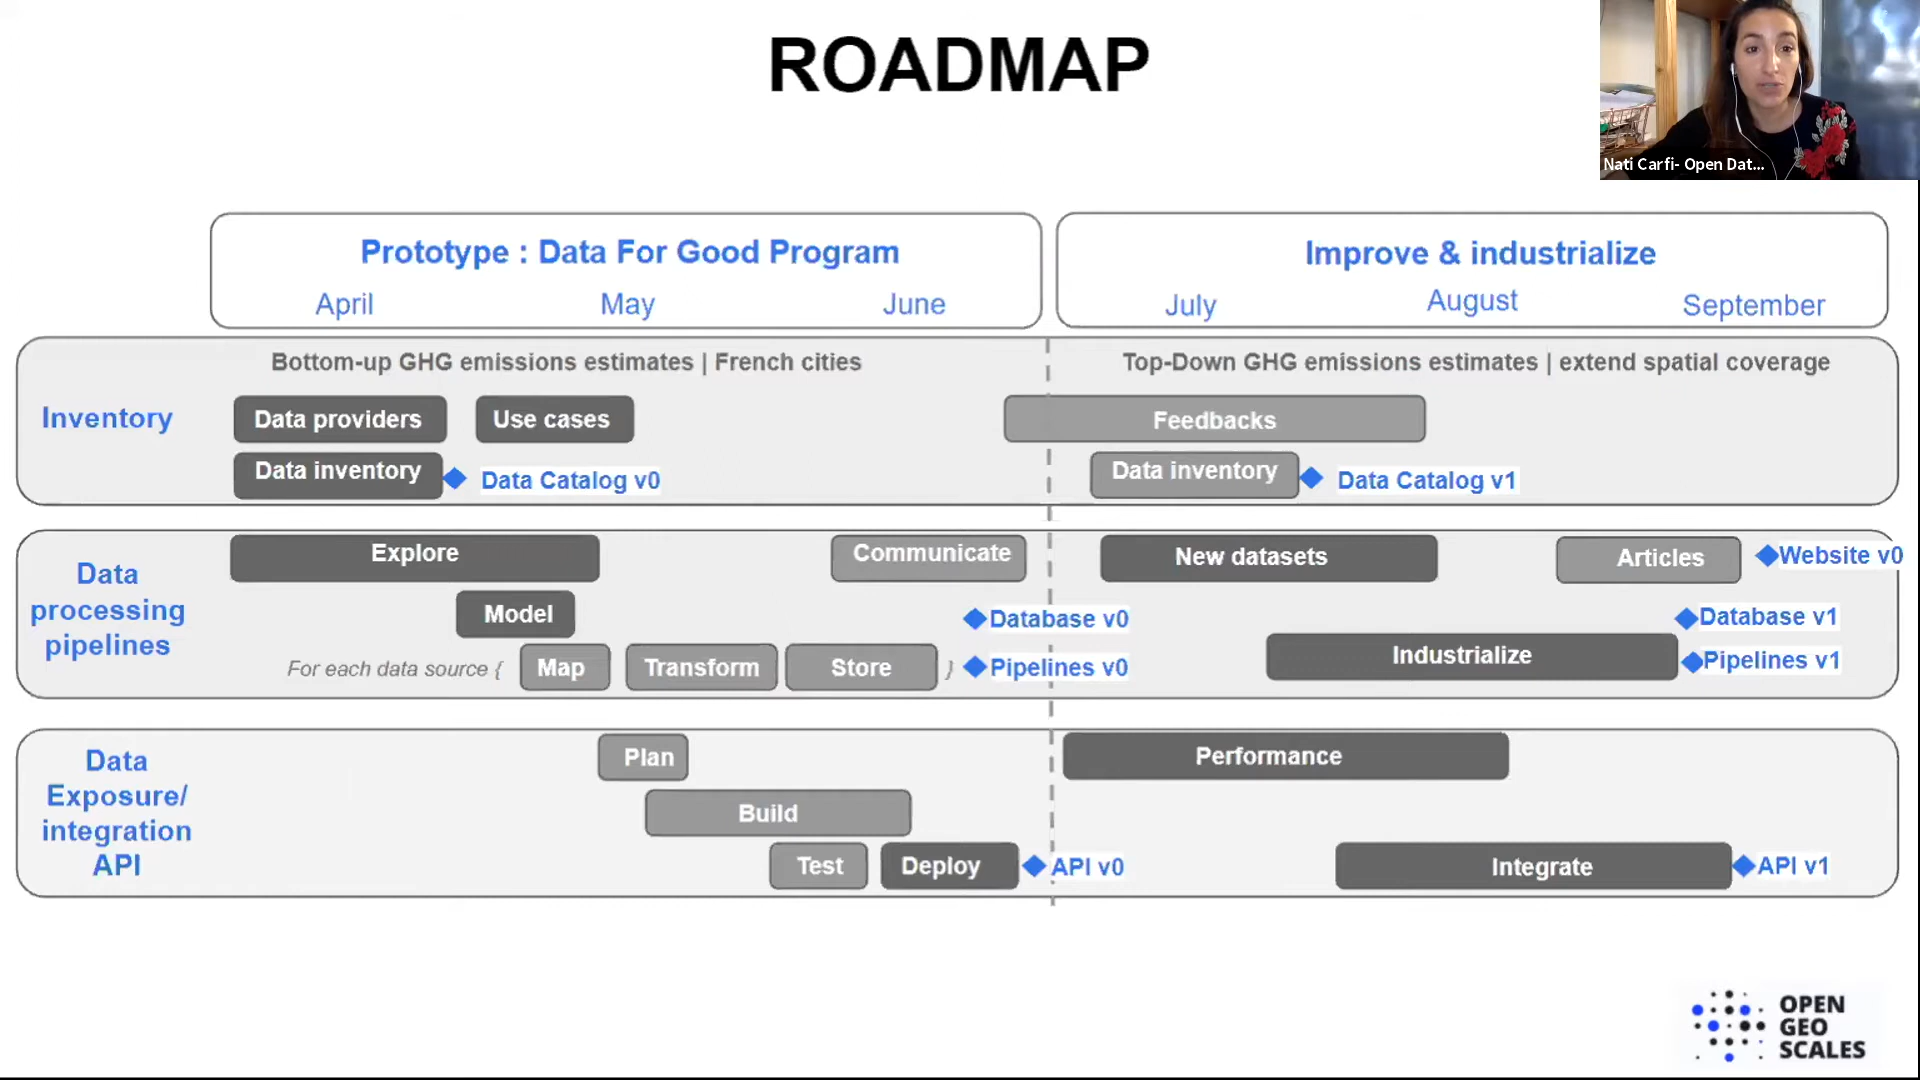 ROADMAP
Nati Carfi- Open Dat...
Prototype : Data For Good Program
April May June
Improve & industrialize
July August September
Inventory
Bottom-up GHG emissions estimates | French cities
Top-Down GHG emissions estimates | extend spatial coverage
Data providers
Use cases
Feedbacks
Data inventory
Data Catalog v0
Data inventory
Data Catalog v1
Data
processing
pipelines
Explore
Communicate
New datasets
Articles
Website v0
Model
Database v0
Database v1
For each data source {
Map
Transform
Store
}
Pipelines v0
Industrialize
Pipelines v1
Data
Exposure/
integration
API
Plan
Performance
Build
Test
Deploy
API v0
Integrate
API v1
OPEN
GEO
SCALES